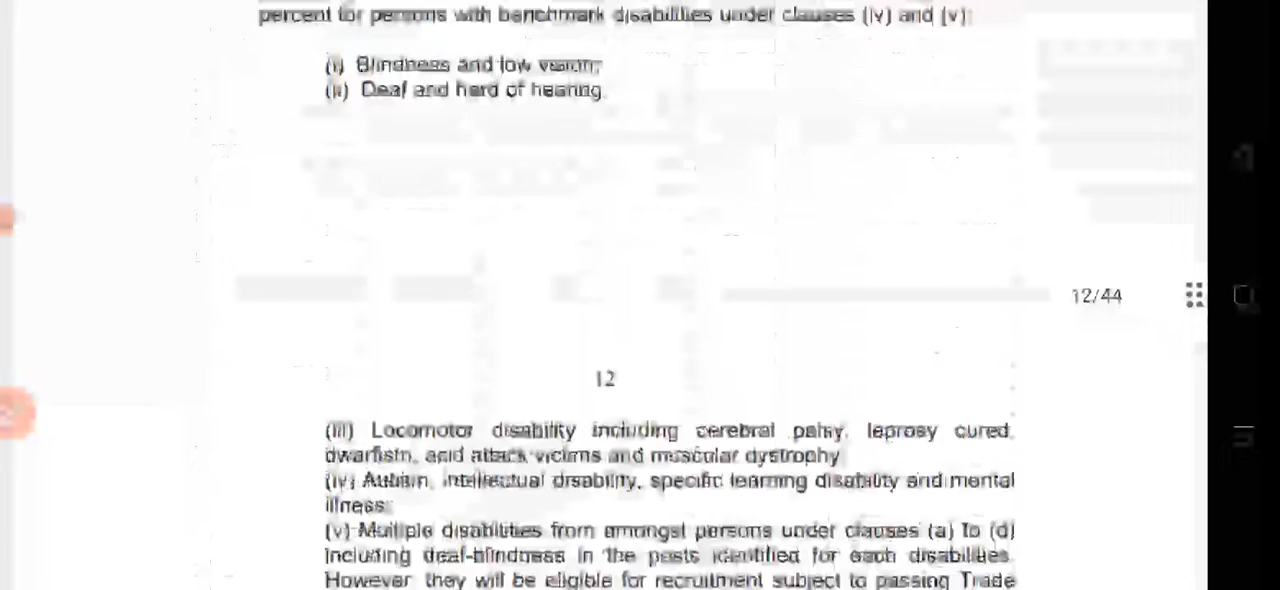 percent for persons with benchmark disabilities under clauses (iv) and (v):
(i) Blindness and low vision;
(ii) Deaf and hard of hearing.
12/44
12
(iii) Locomotor disability including cerebral palsy, leprosy cured,
dwarfism, acid attack victims and muscular dystrophy
(iv) Autism, intellectual disability, specific learning disability and mental
illness;
(v) Multiple disabilities from amongst persons under clauses (a) to (d)
including deaf-blindness in the posts identified for each disabilities.
However they will be eligible for recruitment subject to passing Trade